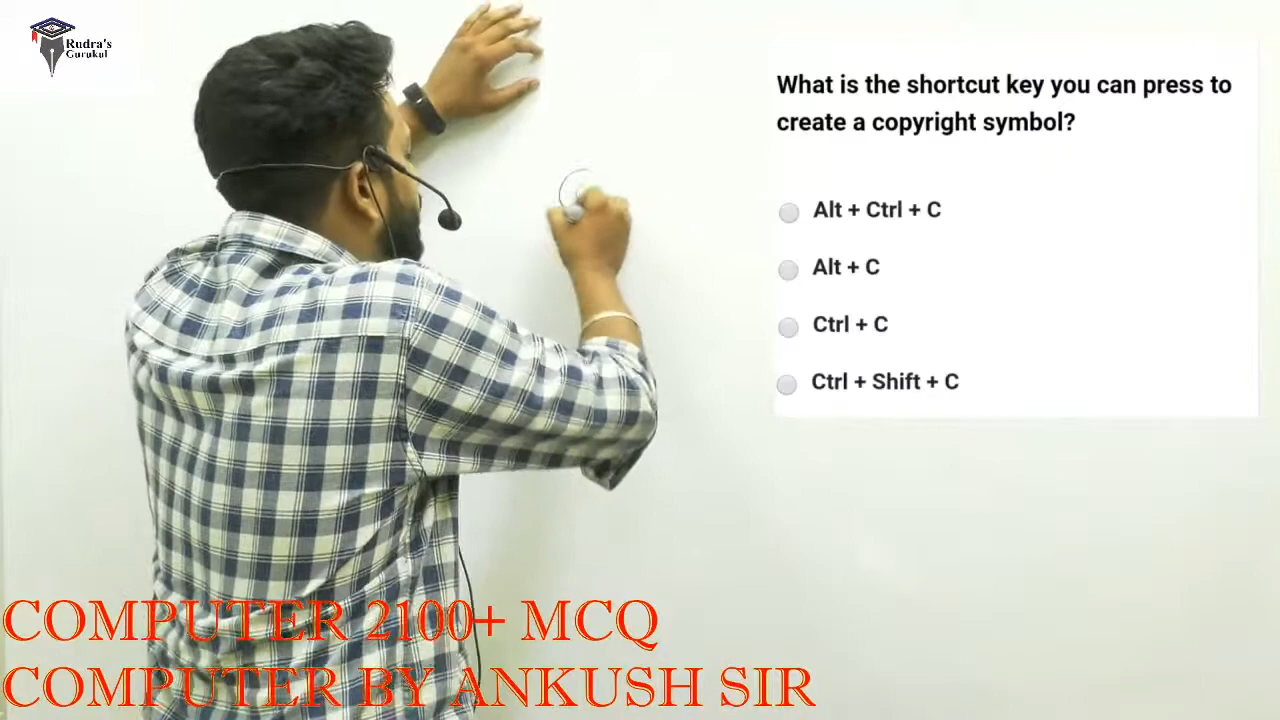 Rudra's
Gurukul
What is the shortcut key you can press to
create a copyright symbol?
Alt + Ctrl + C
Alt + C
Ctrl + C
Ctrl + Shift + C
COMPUTER 2100+ MCQ
COMPUTER BY ANKUSH SIR